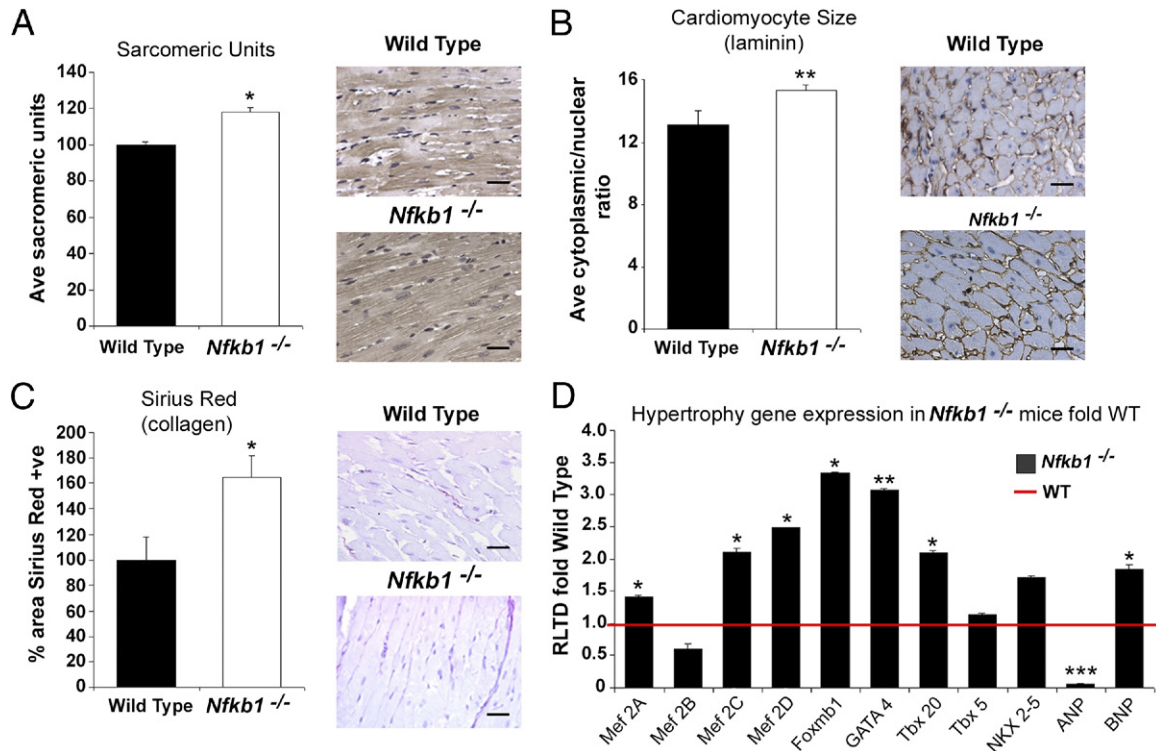 A
Sarcomeric Units
Ave sacromeric units
140
120
100
80
60
40
20
0
*
Wild Type
Nfkb1 -/-
Wild Type
Nfkb1 -/-
B
Cardiomyocyte Size
(laminin)
Ave cytoplasmic/nuclear
ratio
16
12
8
4
0
**
Wild Type
Nfkb1 -/-
Wild Type
Nfkb1 -/-
C
Sirius Red
(collagen)
% area Sirius Red +ve
200
180
160
140
120
100
80
60
40
20
0
*
Wild Type
Nfkb1 -/-
Wild Type
Nfkb1 -/-
D
Hypertrophy gene expression in Nfkb1 -/- mice fold WT
RLTD fold Wild Type
4.0
3.5
3.0
2.5
2.0
1.5
1.0
0.5
0
Nfkb1 -/-
WT
* * * * ** * *** *
Mef 2A
Mef 2B
Mef 2C
Mef 2D
Foxmb1
GATA 4
Tbx 20
Tbx 5
NKX 2-5
ANP
BNP